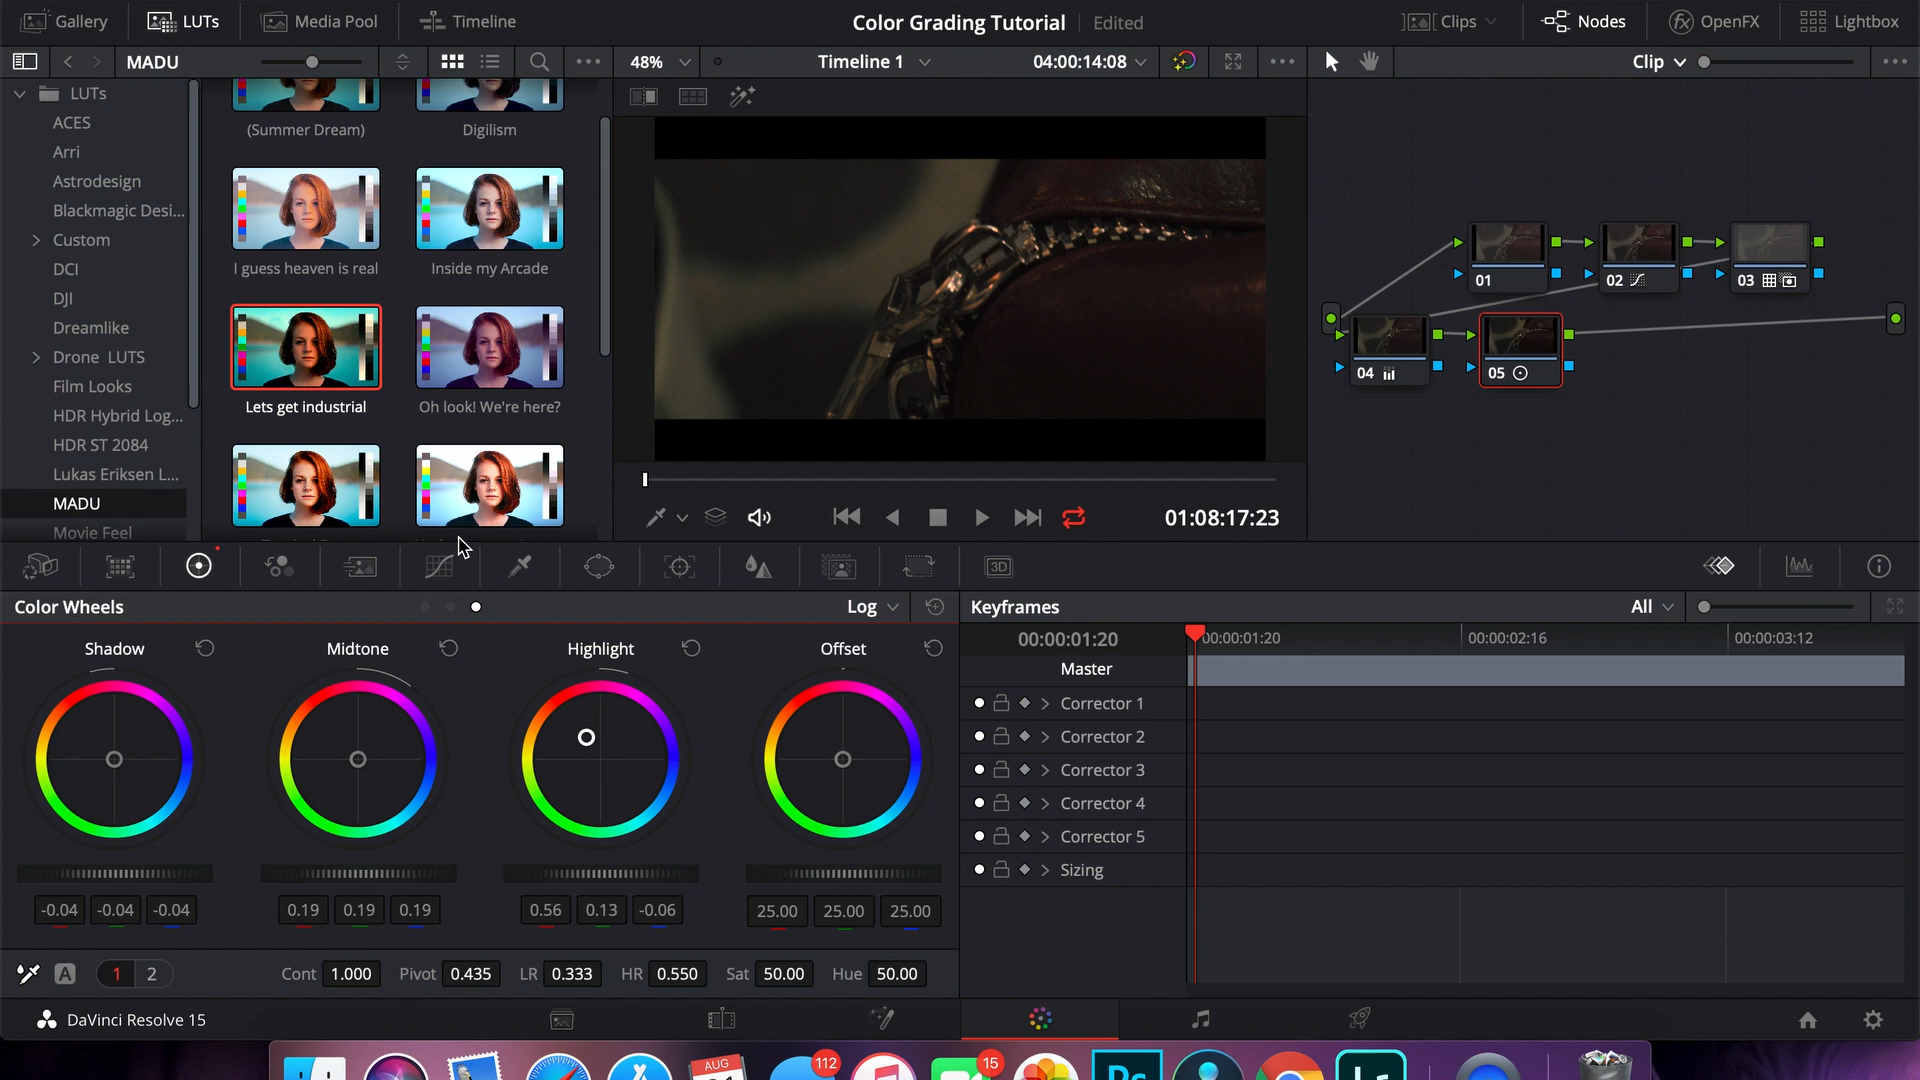 Gallery LUTs Media Pool Timeline Color Grading Tutorial Edited Clips Nodes OpenFX Lightbox
MADU 48% Timeline 1 04:00:14:08 Clip
LUTs
ACES
Arri
Astrodesign
Blackmagic Desi...
Custom
DCI
DJI
Dreamlike
Drone LUTS
Film Looks
HDR Hybrid Log...
HDR ST 2084
Lukas Eriksen L...
MADU
Movie Feel
(Summer Dream) Digilism
I guess heaven is real Inside my Arcade
Lets get industrial Oh look! We're here?
01:08:17:23
01 02 03
04 05
3D
Color Wheels Log
Shadow Midtone Highlight Offset
-0.04 -0.04 -0.04 0.19 0.19 0.19 0.56 0.13 -0.06 25.00 25.00 25.00
A 1 2 Cont 1.000 Pivot 0.435 LR 0.333 HR 0.550 Sat 50.00 Hue 50.00
Keyframes All
00:00:01:20 00:00:01:20 00:00:02:16 00:00:03:12
Master
Corrector 1
Corrector 2
Corrector 3
Corrector 4
Corrector 5
Sizing
DaVinci Resolve 15
AUG 112 15 Ps